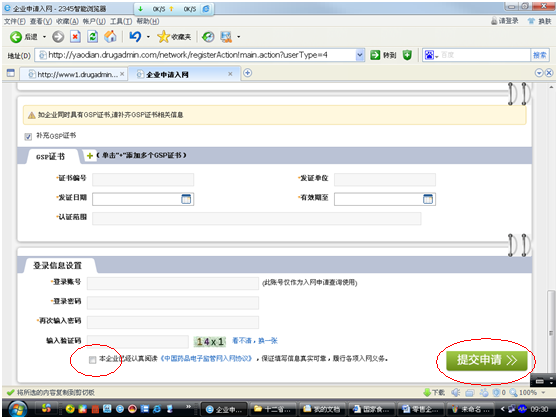 企业申请入网 - 2345智能浏览器
0K/S 0K/S
文件(F) 查看(V) 收藏(A) 账户(U) 工具(T) 帮助(H)
请登录 换肤
后退 收藏夹
地址(D) http://yaodian.drugadmin.com/network/registerAction!main.action?userType=4 转到 百度 搜索
http://www1.drugadmin... 企业申请入网
如企业同时具有GSP证书,请补齐GSP证书相关信息
补充GSP证书
GSP证书 (单击"+"添加多个GSP证书)
*证书编号 *发证单位
*发证日期 *有效期至
*认证范围
登录信息设置
*登录账号 (此账号仅作为入网申请查询使用)
*登录密码
*再次输入密码
输入验证码 14x1 看不清,换一张
本企业已经认真阅读《中国药品电子监管网入网协议》,保证填写信息真实可靠,履行各项入网义务。
提交申请
将所选的内容复制到剪切板
下载 0 100%
企业申... 十二省... 我的文档 国家食... 零售企... 未命名... 09:30